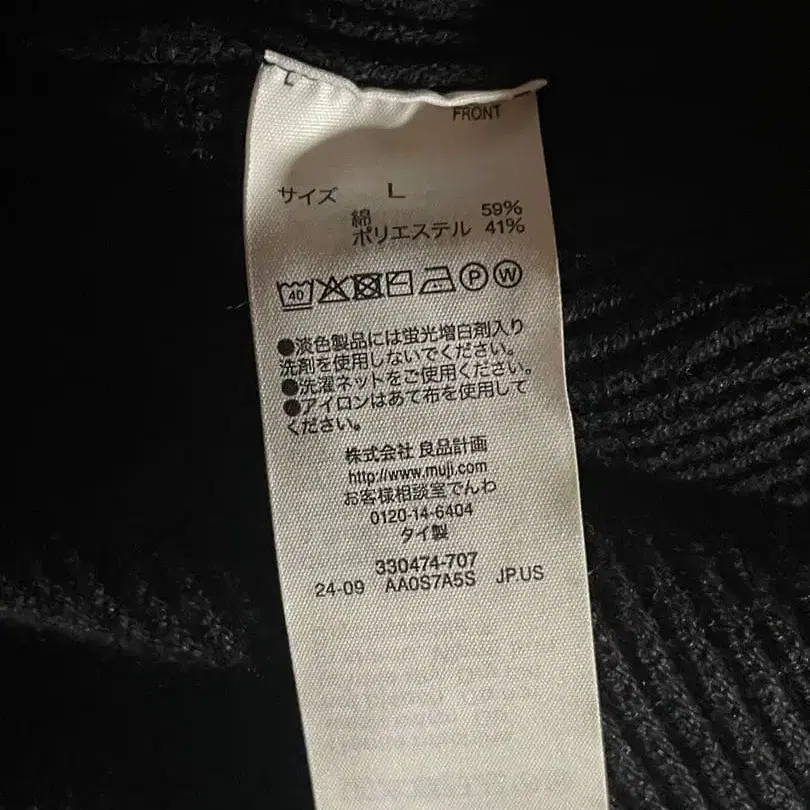 L
FRONT
サイズ L
綿 59%
ポリエステル 41%
40 P W
●淡色製品には蛍光増白剤入り
洗剤を使用しないでください。
●洗濯ネットをご使用ください。
●アイロンはあて布を使用して
ください。
株式会社 良品計画
http://www.muji.com
お客様相談室でんわ
0120-14-6404
タイ製
330474-707
24-09 AA0S7A5S JP.US